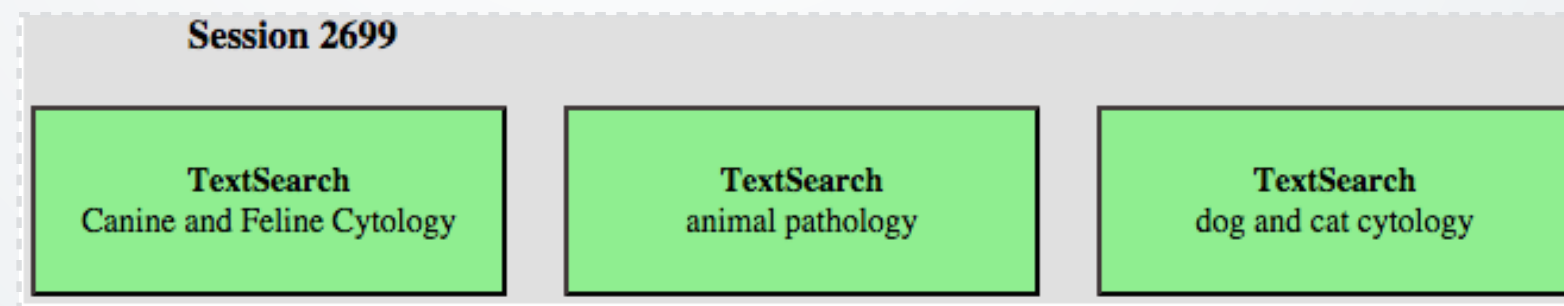 Session 2699
TextSearch
Canine and Feline Cytology
TextSearch
animal pathology
TextSearch
dog and cat cytology